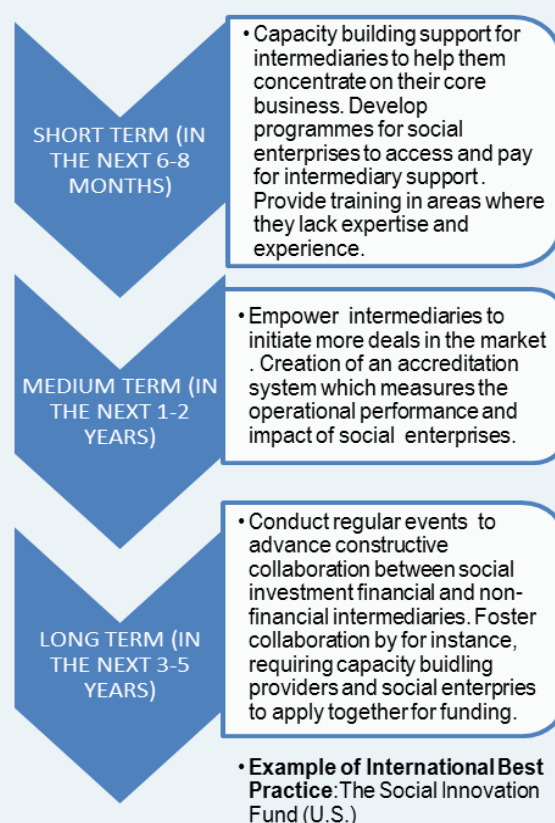 SHORT TERM (IN
THE NEXT 6-8
MONTHS)
• Capacity building support for
intermediaries to help them
concentrate on their core
business. Develop
programmes for social
enterprises to access and pay
for intermediary support .
Provide training in areas where
they lack expertise and
experience.
MEDIUM TERM (IN
THE NEXT 1-2
YEARS)
• Empower intermediaries to
initiate more deals in the market
. Creation of an accreditation
system which measures the
operational performance and
impact of social enterprises.
LONG TERM (IN
THE NEXT 3-5
YEARS)
• Conduct regular events to
advance constructive
collaboration between social
investment financial and non-
financial intermediaries. Foster
collaboration by for instance,
requiring capacity buidling
providers and social enterpries
to apply together for funding.
• Example of International Best
Practice: The Social Innovation
Fund (U.S.)